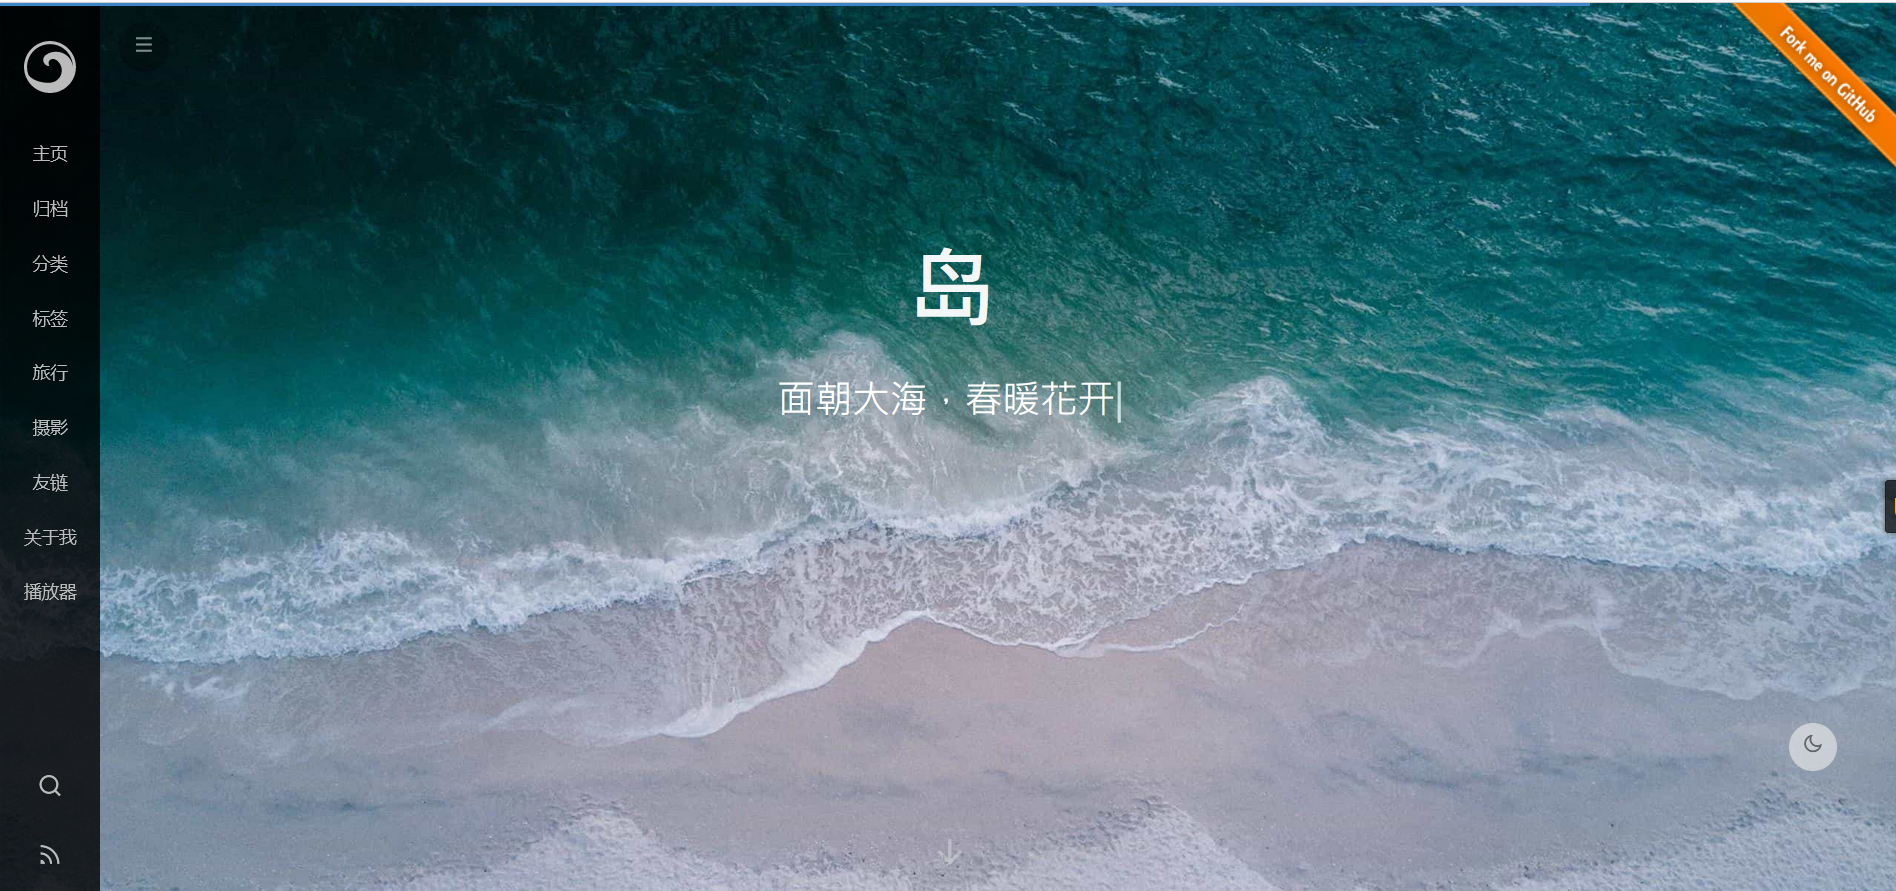 主页
归档
分类
标签
旅行
摄影
友链
关于我
播放器
Fork me on GitHub
岛
面朝大海，春暖花开